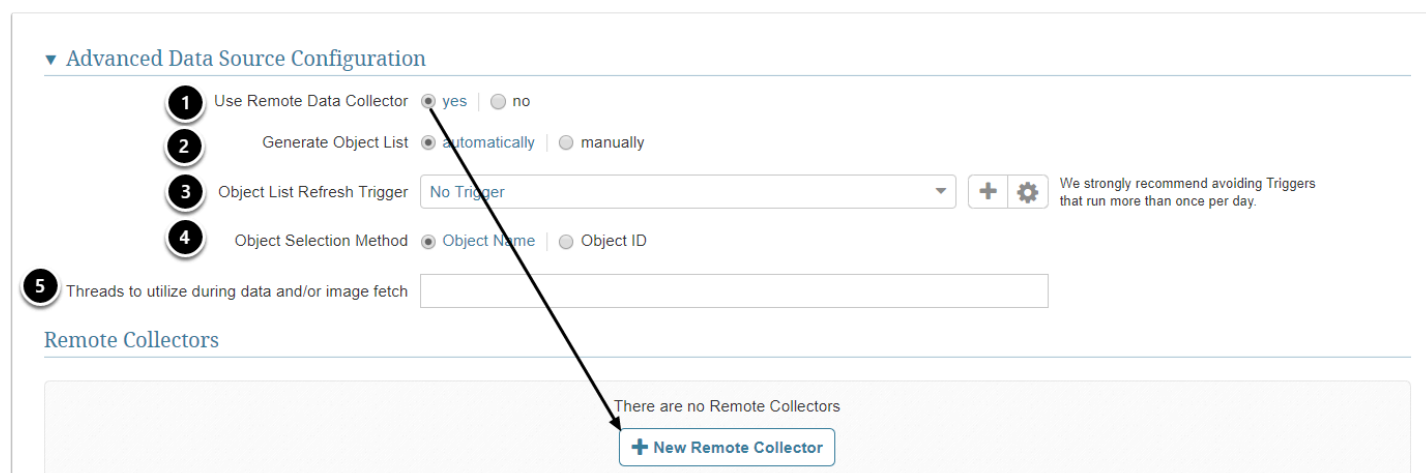 ▼ Advanced Data Source Configuration
1 Use Remote Data Collector yes no
2 Generate Object List automatically manually
3 Object List Refresh Trigger No Trigger We strongly recommend avoiding Triggers
that run more than once per day.
4 Object Selection Method Object Name Object ID
5 Threads to utilize during data and/or image fetch
Remote Collectors
There are no Remote Collectors
+ New Remote Collector